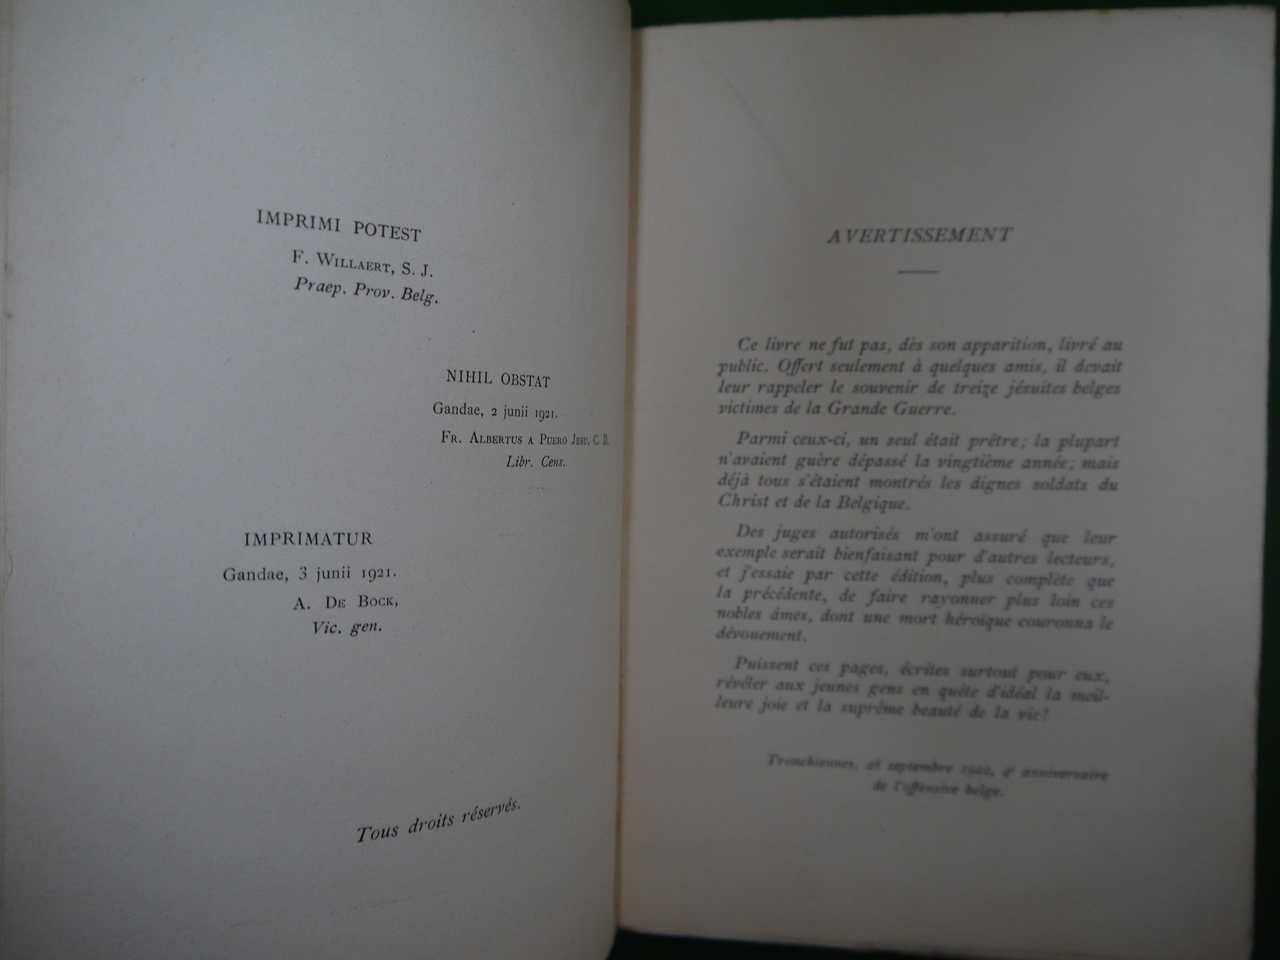 IMPRIMI POTEST
F. WILLAERT, S. J.
Praep. Prov. Belg.
NIHIL OBSTAT
Gandae, 2 junii 1921.
FR. ALBERTUS A PUERO JESU, C. D.
Libr. Cens.
IMPRIMATUR
Gandae, 3 junii 1921.
A. DE BOCK,
Vic. gen.
Tous droits réservés.
AVERTISSEMENT
Ce livre ne fut pas, dès son apparition, livré au
public. Offert seulement à quelques amis, il devait
leur rappeler le souvenir de treize jésuites belges
victimes de la Grande Guerre.
Parmi ceux-ci, un seul était prêtre; la plupart
n'avaient guère dépassé la vingtième année; mais
déjà tous s'étaient montrés les dignes soldats du
Christ et de la Belgique.
Des juges autorisés m'ont assuré que leur
exemple serait bienfaisant pour d'autres lecteurs,
et j'essaie par cette édition, plus complète que
la précédente, de faire rayonner plus loin ces
nobles âmes, dont une mort héroïque couronna le
dévouement.
Puissent ces pages, écrites surtout pour eux,
révéler aux jeunes gens en quête d'idéal la meil-
leure joie et la suprême beauté de la vie!
Tronchiennes, 28 septembre 1922, 4e anniversaire
de l'offensive belge.